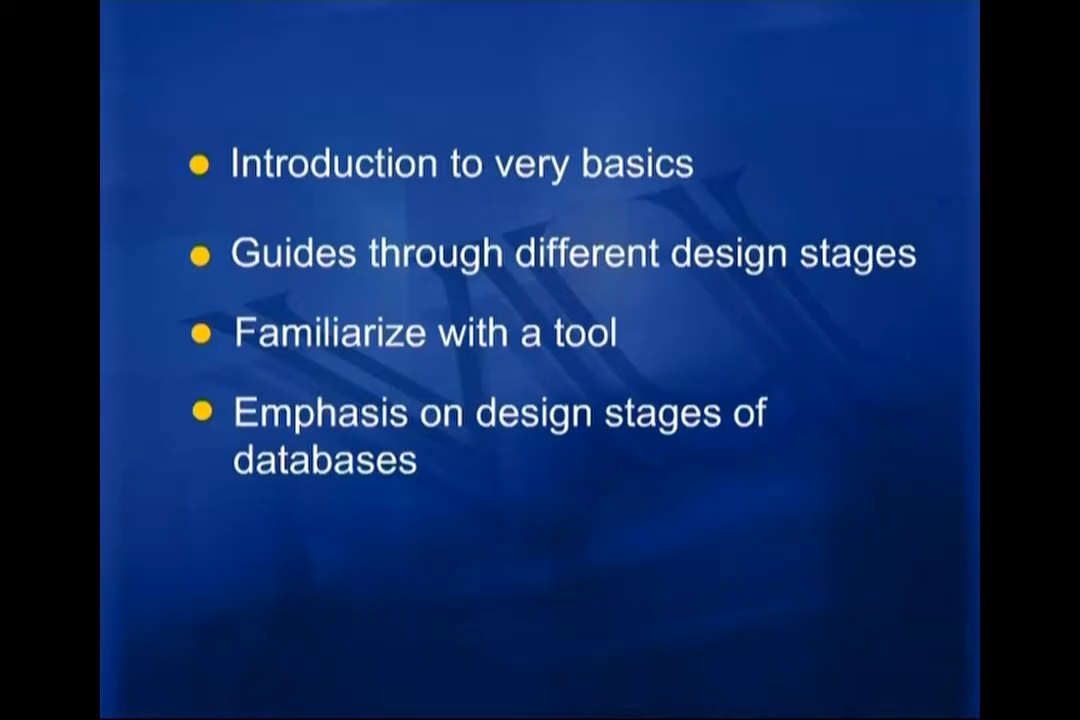 Introduction to very basics
Guides through different design stages
Familiarize with a tool
Emphasis on design stages of
databases